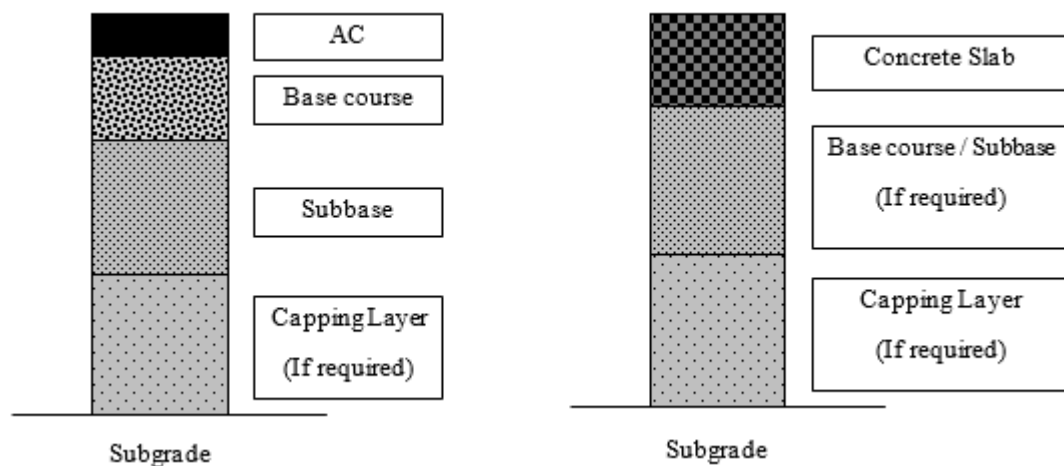 AC
Base course
Subbase
Capping Layer
(If required)
Subgrade
Concrete Slab
Base course / Subbase
(If required)
Capping Layer
(If required)
Subgrade